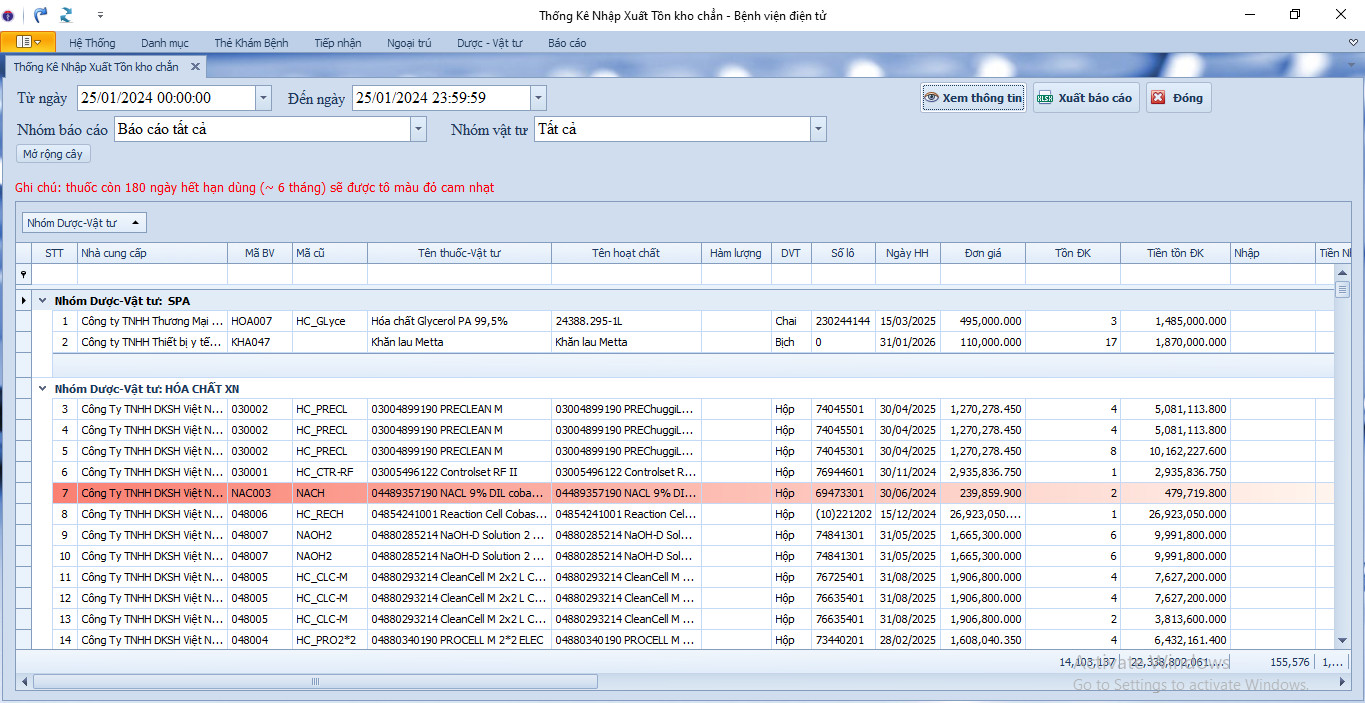 Thống Kê Nhập Xuất Tồn kho chẳn - Bệnh viện điện tử
Hệ Thống Danh mục Thẻ Khám Bệnh Tiếp nhận Ngoại trú Dược - Vật tư Báo cáo
Thống Kê Nhập Xuất Tồn kho chẳn
Từ ngày 25/01/2024 00:00:00 Đến ngày 25/01/2024 23:59:59 Xem thông tin Xuất báo cáo Đóng
Nhóm báo cáo Báo cáo tất cả Nhóm vật tư Tất cả
Mở rộng cây
Ghi chú: thuốc còn 180 ngày hết hạn dùng (~ 6 tháng) sẽ được tô màu đỏ cam nhạt
Nhóm Dược-Vật tư
STT Nhà cung cấp Mã BV Mã cũ Tên thuốc-Vật tư Tên hoạt chất Hàm lượng DVT Số lô Ngày HH Đơn giá Tồn ĐK Tiền tồn ĐK Nhập Tiền Nl
Nhóm Dược-Vật tư: SPA
1 Công ty TNHH Thương Mại ... HOA007 HC_GLyce Hóa chất Glycerol PA 99,5% 24388.295-1L Chai 230244144 15/03/2025 495,000.000 3 1,485,000.000
2 Công ty TNHH Thiết bị y tế... KHA047 Khăn lau Metta Khăn lau Metta Bịch 0 31/01/2026 110,000.000 17 1,870,000.000
Nhóm Dược-Vật tư: HÓA CHẤT XN
3 Công Ty TNHH DKSH Việt N... 030002 HC_PRECL 03004899190 PRECLEAN M 03004899190 PREChuggiL... Hộp 74045501 30/04/2025 1,270,278.450 4 5,081,113.800
4 Công Ty TNHH DKSH Việt N... 030002 HC_PRECL 03004899190 PRECLEAN M 03004899190 PREChuggiL... Hộp 74045501 30/04/2025 1,270,278.450 4 5,081,113.800
5 Công Ty TNHH DKSH Việt N... 030002 HC_PRECL 03004899190 PRECLEAN M 03004899190 PREChuggiL... Hộp 74045301 30/04/2025 1,270,278.450 8 10,162,227.600
6 Công Ty TNHH DKSH Việt N... 030001 HC_CTR-RF 03005496122 Controlset RF II 03005496122 Controlset R... Hộp 76944601 30/11/2024 2,935,836.750 1 2,935,836.750
7 Công Ty TNHH DKSH Việt N... NAC003 NACH 04489357190 NACL 9% DIL coba... 04489357190 NACL 9% DI... Hộp 69473301 30/06/2024 239,859.900 2 479,719.800
8 Công Ty TNHH DKSH Việt N... 048006 HC_RECH 04854241001 Reaction Cell Cobas... 04854241001 Reaction Cel... Hộp (10)221202 15/12/2024 26,923,050.... 1 26,923,050.000
9 Công Ty TNHH DKSH Việt N... 048007 NAOH2 04880285214 NaOH-D Solution 2 ... 04880285214 NaOH-D Sol... Hộp 74841301 31/05/2025 1,665,300.000 6 9,991,800.000
10 Công Ty TNHH DKSH Việt N... 048007 NAOH2 04880285214 NaOH-D Solution 2 ... 04880285214 NaOH-D Sol... Hộp 74841301 31/05/2025 1,665,300.000 6 9,991,800.000
11 Công Ty TNHH DKSH Việt N... 048005 HC_CLC-M 04880293214 CleanCell M 2x2 L C... 04880293214 CleanCell M ... Hộp 76725401 31/08/2025 1,906,800.000 4 7,627,200.000
12 Công Ty TNHH DKSH Việt N... 048005 HC_CLC-M 04880293214 CleanCell M 2x2 L C... 04880293214 CleanCell M ... Hộp 76635401 31/08/2025 1,906,800.000 4 7,627,200.000
13 Công Ty TNHH DKSH Việt N... 048005 HC_CLC-M 04880293214 CleanCell M 2x2 L C... 04880293214 CleanCell M ... Hộp 76635401 31/08/2025 1,906,800.000 2 3,813,600.000
14 Công Ty TNHH DKSH Việt N... 048004 HC_PRO2*2 04880340190 PROCELL M 2*2 ELEC 04880340190 PROCELL M ... Hộp 73440201 28/02/2025 1,608,040.350 4 6,432,161.400
14,103,137 22,338,802,061.... 155,576 1,...
Activate Windows
Go to Settings to activate Windows.